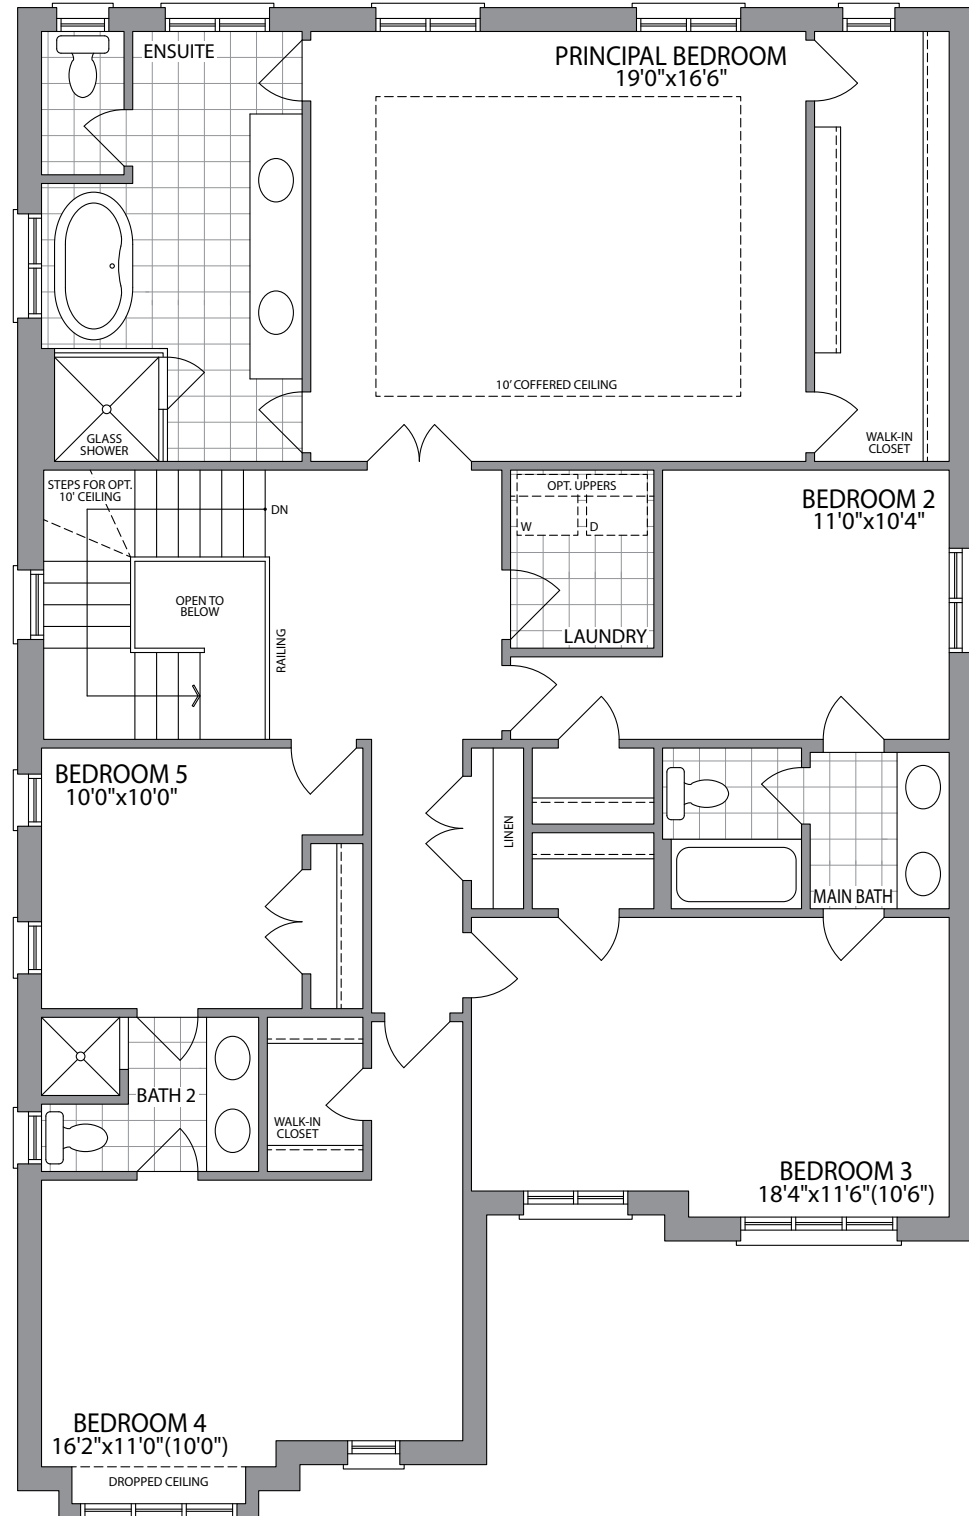 ENSUITE
PRINCIPAL BEDROOM
19'0"x16'6"
10' COFFERED CEILING
GLASS
SHOWER
WALK-IN
CLOSET
STEPS FOR OPT.
10' CEILING
DN
OPT. UPPERS
W
D
BEDROOM 2
11'0"x10'4"
OPEN TO
BELOW
RAILING
LAUNDRY
BEDROOM 5
10'0"x10'0"
LINEN
MAIN BATH
BATH 2
WALK-IN
CLOSET
BEDROOM 3
18'4"x11'6"(10'6")
BEDROOM 4
16'2"x11'0"(10'0")
DROPPED CEILING